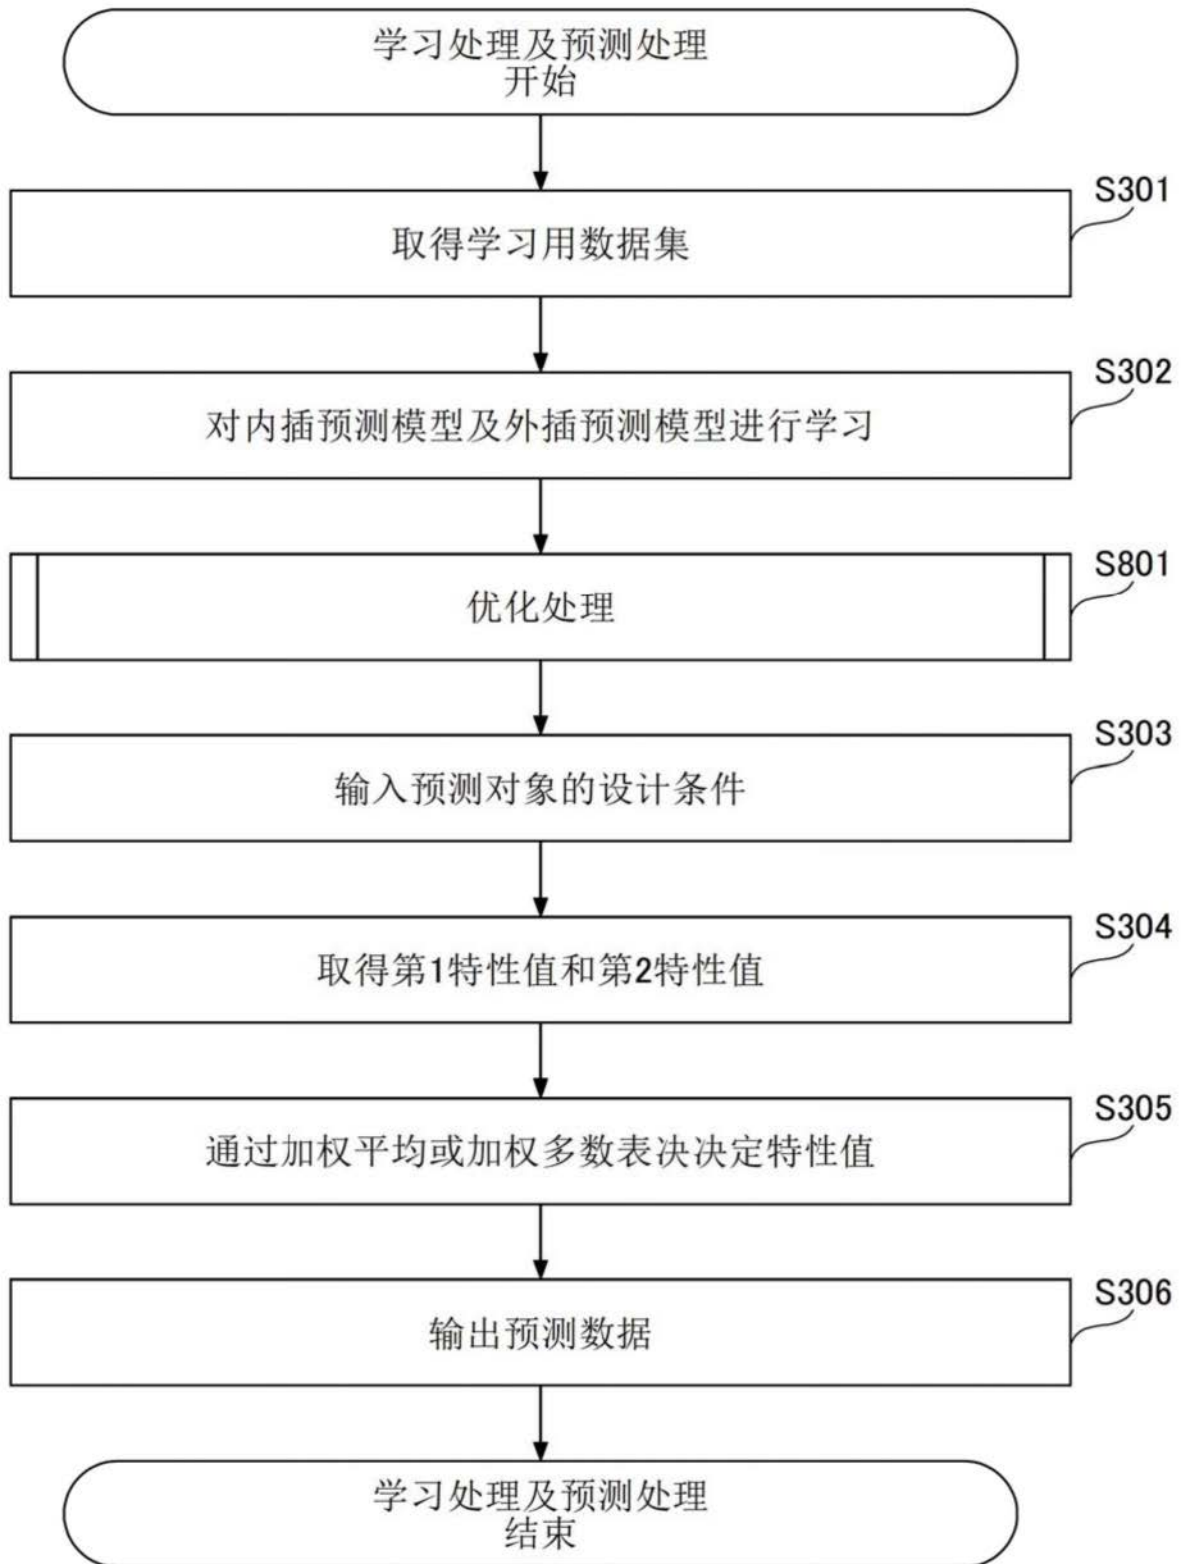 学习处理及预测处理
开始
S301
取得学习用数据集
S302
对内插预测模型及外插预测模型进行学习
S801
优化处理
S303
输入预测对象的设计条件
S304
取得第1特性值和第2特性值
S305
通过加权平均或加权多数表决决定特性值
S306
输出预测数据
学习处理及预测处理
结束